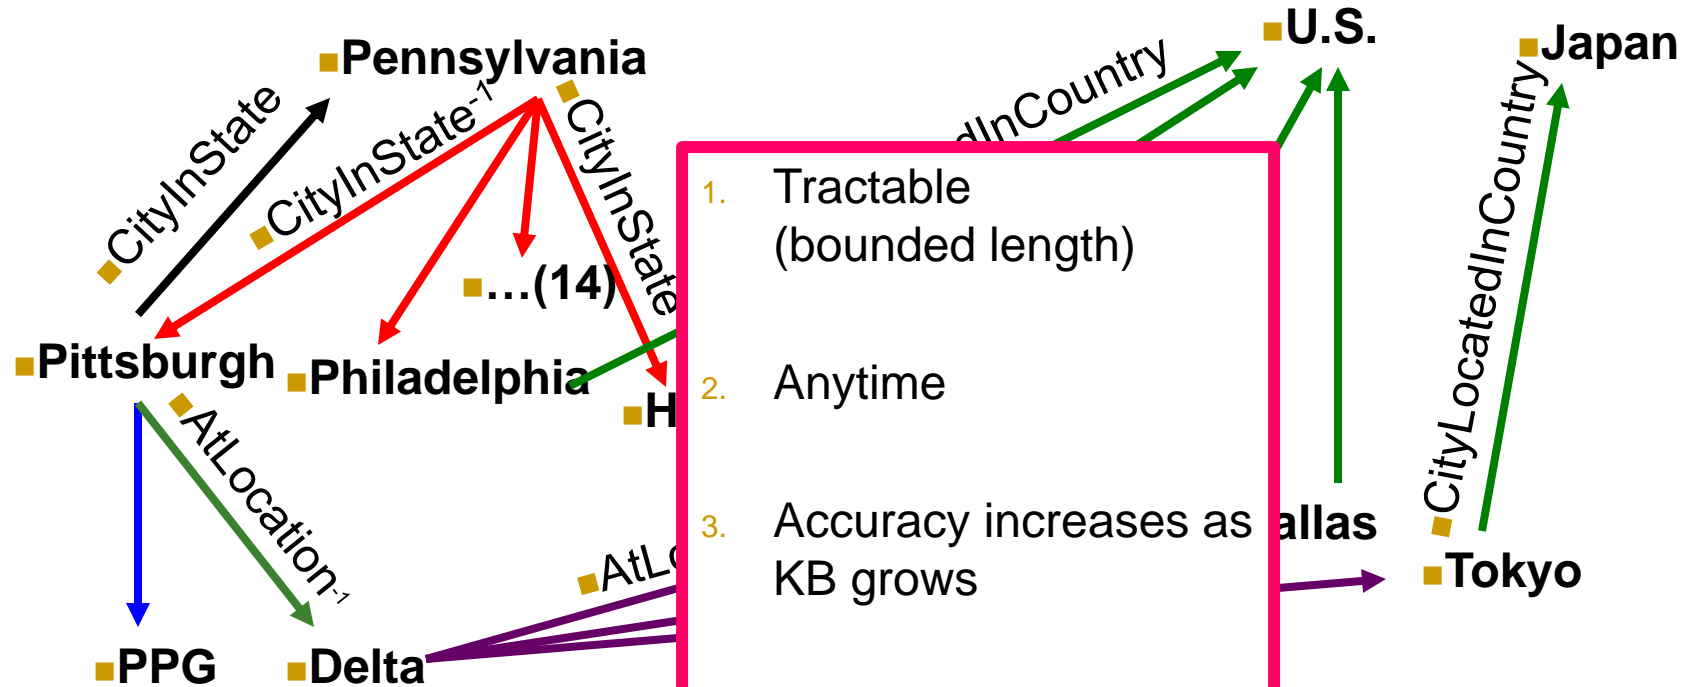 U.S.
Japan
Pennsylvania
CityInState
CityInState-1
CityInState
dInCountry
CityLocatedInCountry
1. Tractable
(bounded length)
…(14)
Pittsburgh
Philadelphia
H
2. Anytime
AtLocation-1
3. Accuracy increases as
KB grows
allas
AtLo
Tokyo
PPG
Delta